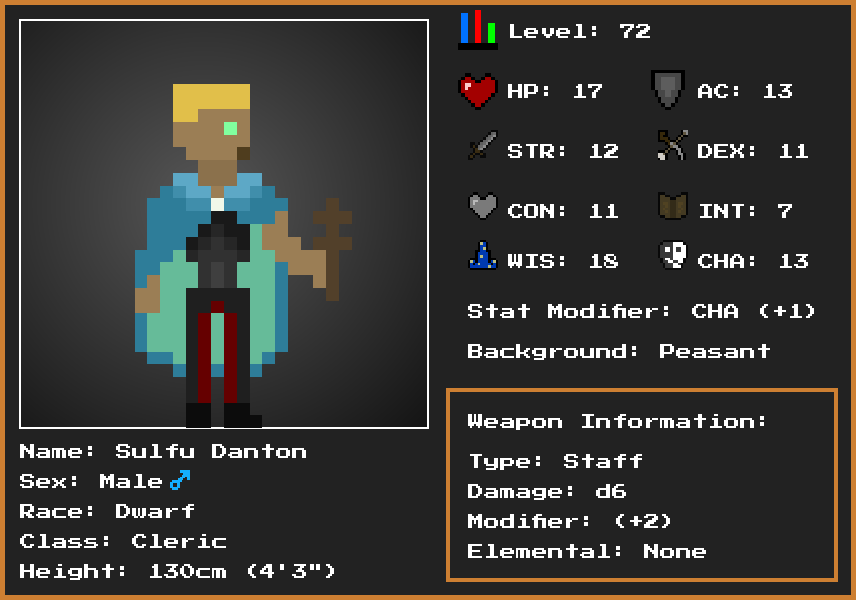 Level: 72
HP: 17
AC: 13
STR: 12
DEX: 11
CON: 11
INT: 7
WIS: 18
CHA: 13
Stat Modifier: CHA (+1)
Background: Peasant
Weapon Information:
Type: Staff
Damage: d6
Modifier: (+2)
Elemental: None
Name: Sulfu Danton
Sex: Male ♂
Race: Dwarf
Class: Cleric
Height: 130cm (4'3")